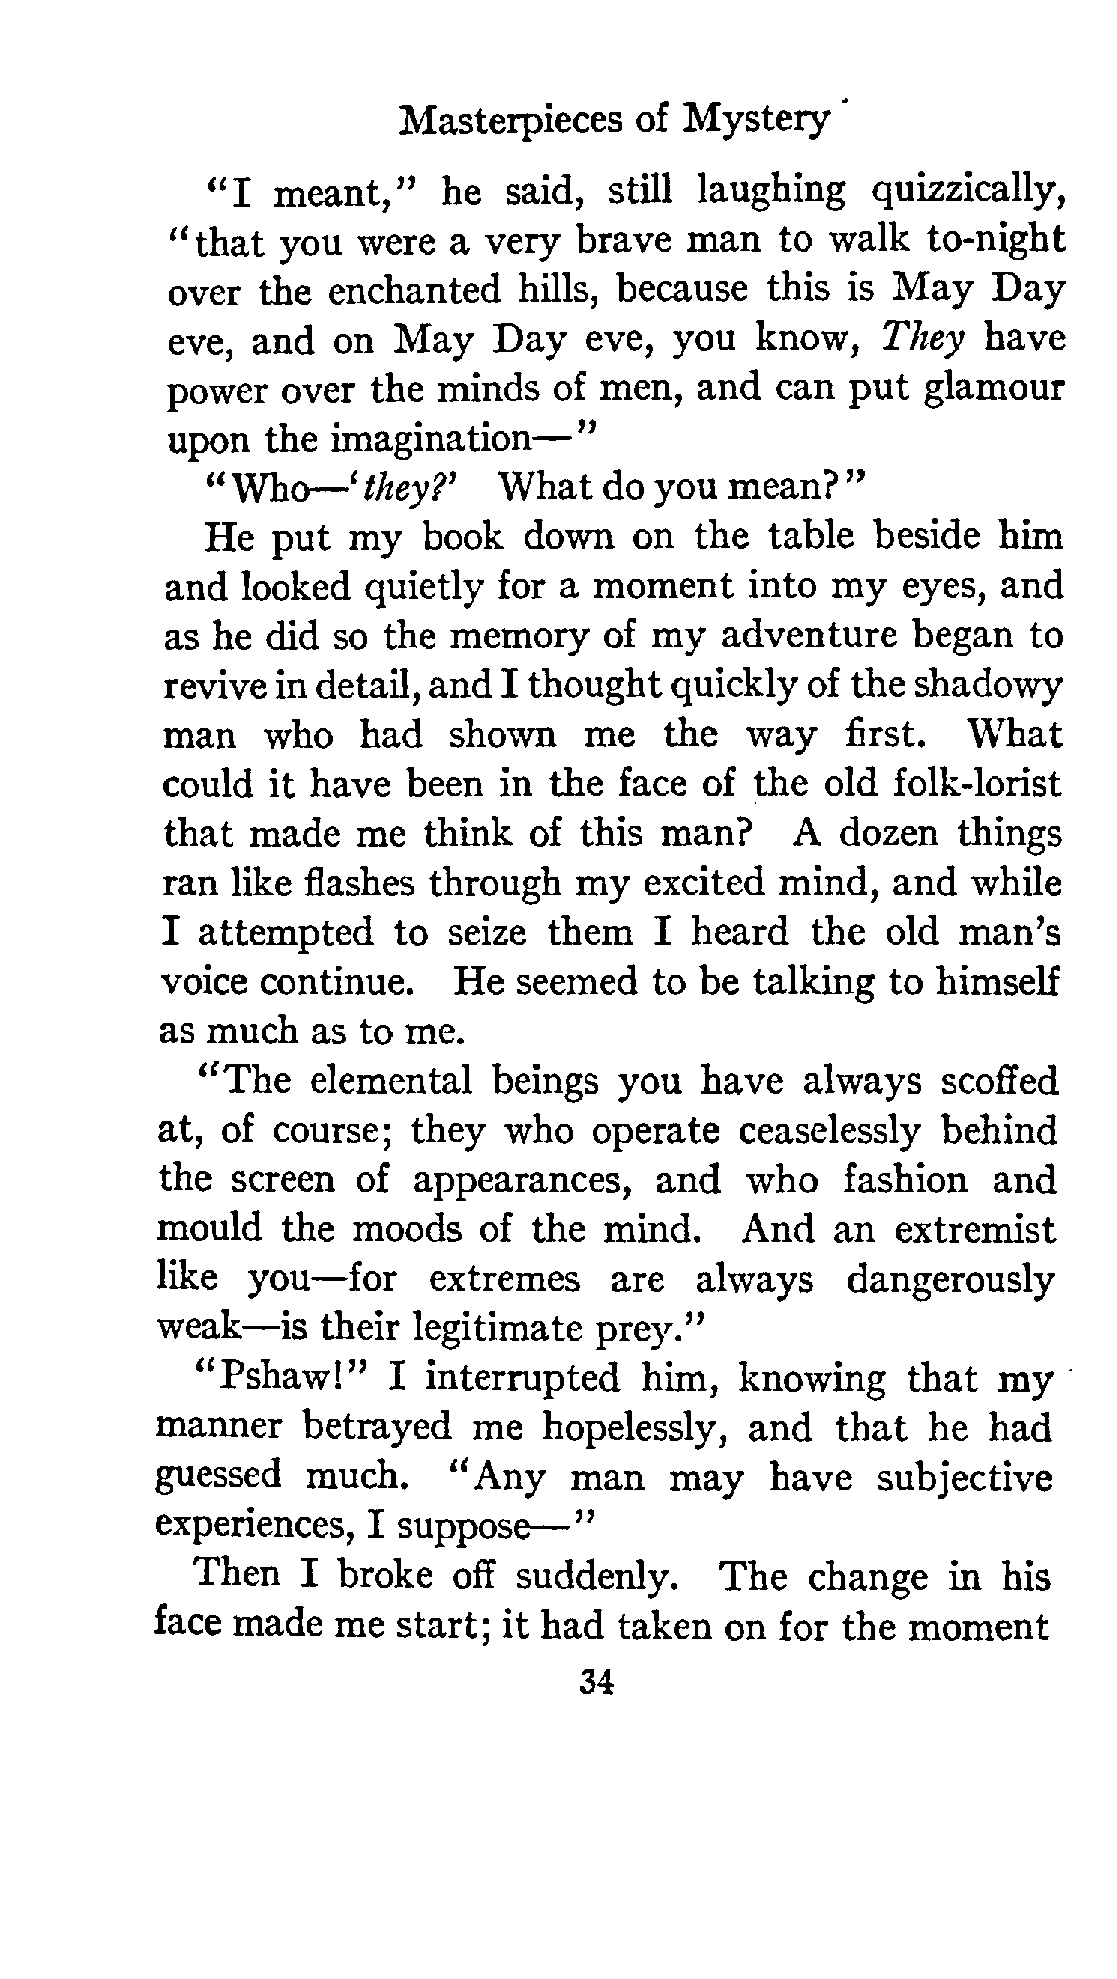 Masterpieces of Mystery
"I meant," he said, still laughing quizzically,
"that you were a very brave man to walk to-night
over the enchanted hills, because this is May Day
eve, and on May Day eve, you know, They have
power over the minds of men, and can put glamour
upon the imagination—"
"Who—'they?' What do you mean?"
He put my book down on the table beside him
and looked quietly for a moment into my eyes, and
as he did so the memory of my adventure began to
revive in detail, and I thought quickly of the shadowy
man who had shown me the way first. What
could it have been in the face of the old folk-lorist
that made me think of this man? A dozen things
ran like flashes through my excited mind, and while
I attempted to seize them I heard the old man's
voice continue. He seemed to be talking to himself
as much as to me.
"The elemental beings you have always scoffed
at, of course; they who operate ceaselessly behind
the screen of appearances, and who fashion and
mould the moods of the mind. And an extremist
like you—for extremes are always dangerously
weak—is their legitimate prey."
"Pshaw!" I interrupted him, knowing that my
manner betrayed me hopelessly, and that he had
guessed much. "Any man may have subjective
experiences, I suppose—"
Then I broke off suddenly. The change in his
face made me start; it had taken on for the moment
34